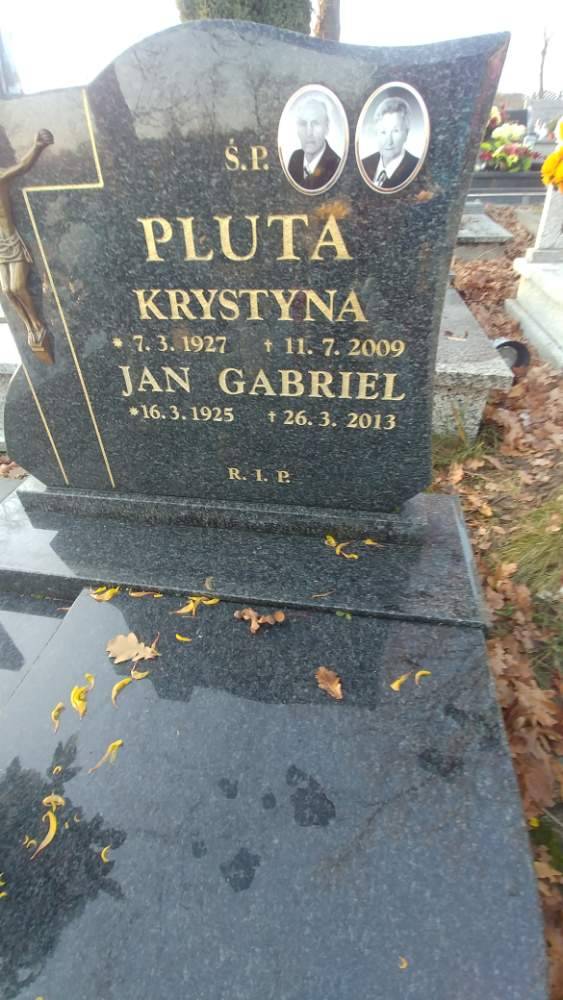 Ś.P.
PLUTA
KRYSTYNA
* 7. 3. 1927 † 11. 7. 2009
JAN GABRIEL
*16. 3. 1925 † 26. 3. 2013
R. I. P.